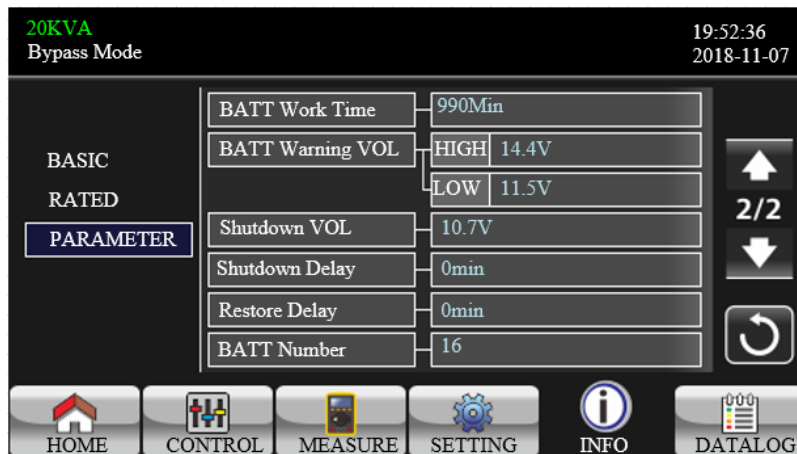 20KVA
Bypass Mode
19:52:36
2018-11-07
BASIC
RATED
PARAMETER
BATT Work Time 990Min
BATT Warning VOL HIGH 14.4V
LOW 11.5V
Shutdown VOL 10.7V
Shutdown Delay 0min
Restore Delay 0min
BATT Number 16
2/2
HOME CONTROL MEASURE SETTING INFO DATALOG